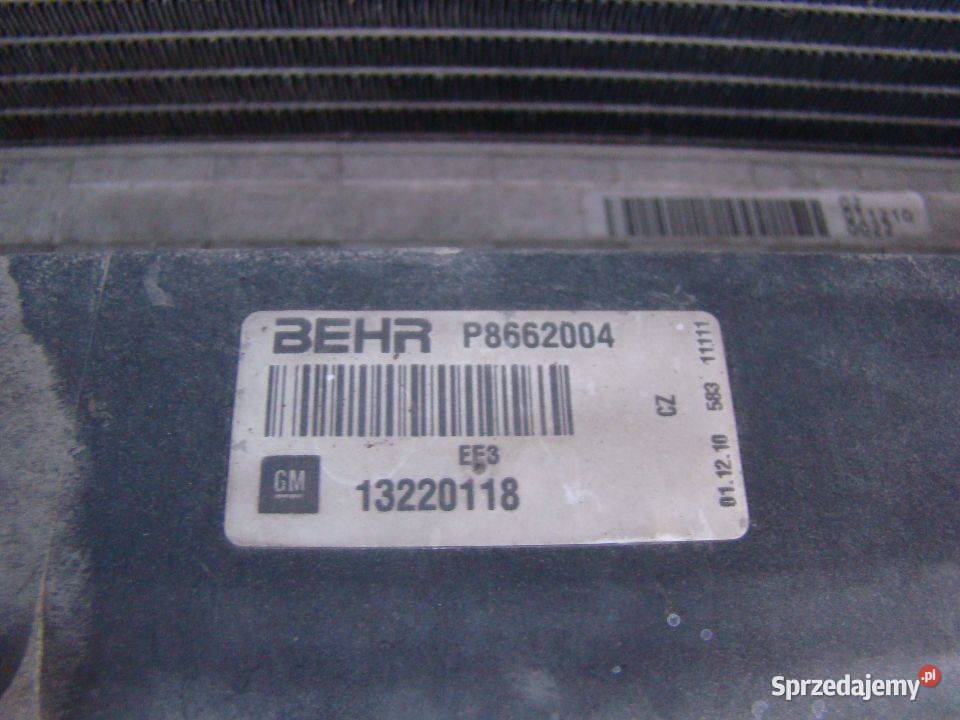 BEHR P8662004
EE3
GM
13220118
CZ
01.12.10 583 11111
Sprzedajemy.pl